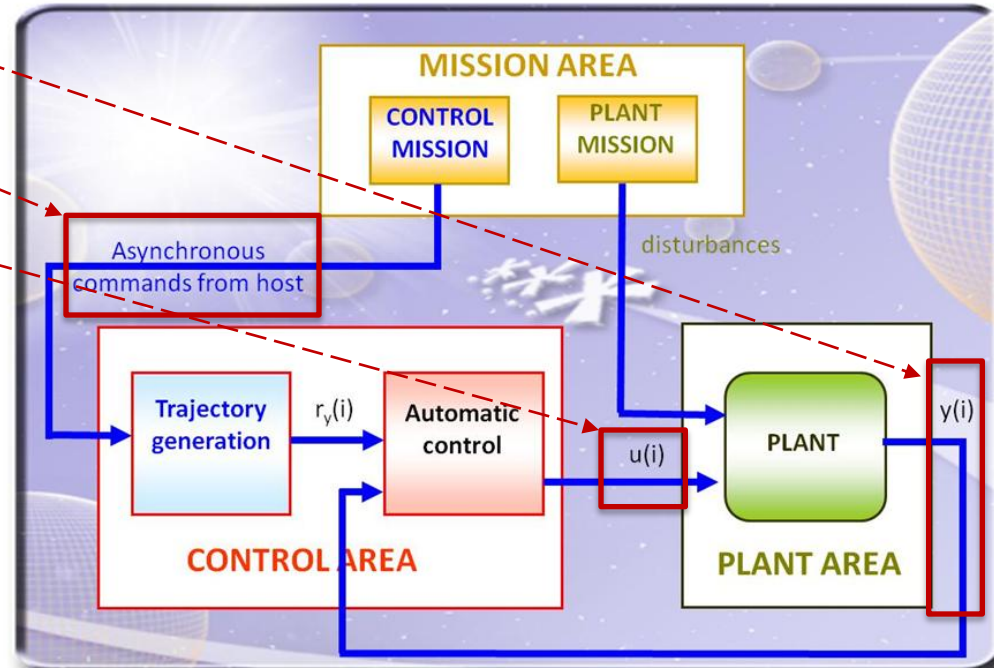 MISSION AREA
CONTROL
MISSION
PLANT
MISSION
disturbances
Asynchronous
commands from host
Trajectory
generation
r_y(i)
Automatic
control
u(i)
PLANT
y(i)
CONTROL AREA
PLANT AREA